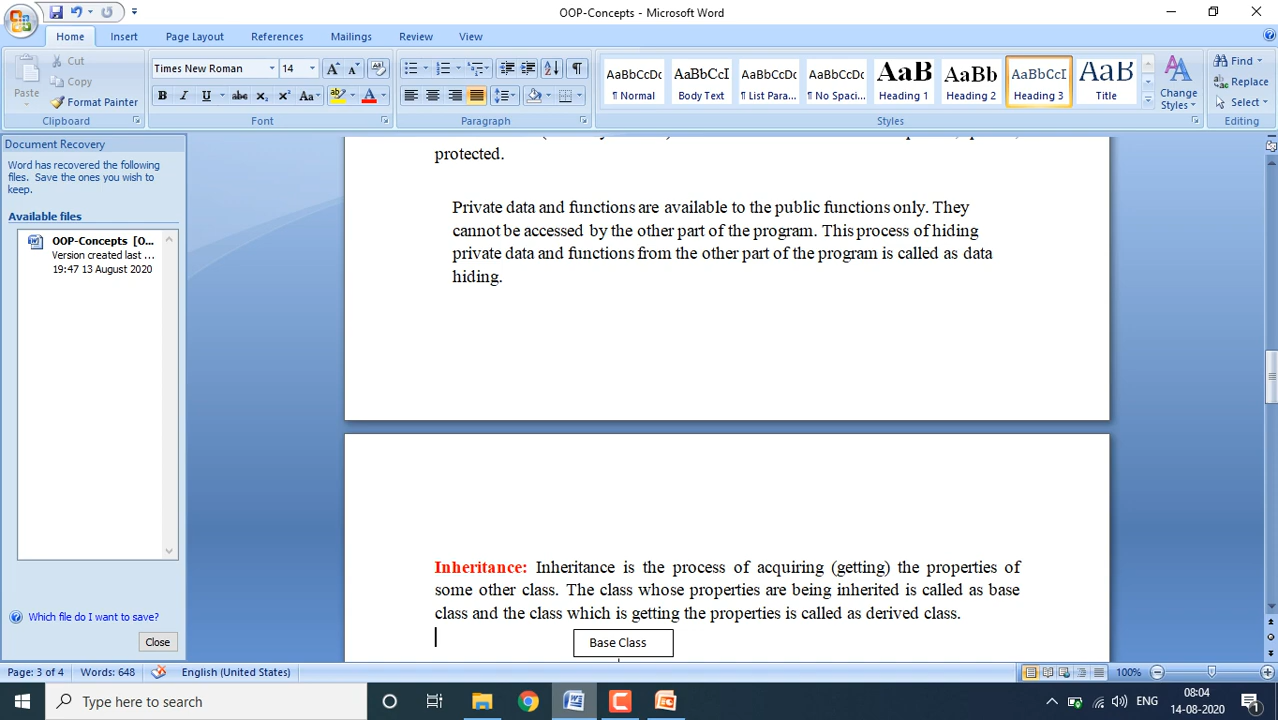 OOP-Concepts - Microsoft Word
Home Insert Page Layout References Mailings Review View
Paste
Cut
Copy
Format Painter
Clipboard
Times New Roman 14
Font
Paragraph
AaBbCcDc AaBbCcI AaBbCcDc AaBbCcDc AaB AaBb AaBbCcI AaB
¶ Normal Body Text ¶ List Para... ¶ No Spaci... Heading 1 Heading 2 Heading 3 Title
Change Styles
Styles
Find
Replace
Select
Editing
Document Recovery
Word has recovered the following
files. Save the ones you wish to
keep.
Available files
OOP-Concepts [O...
Version created last ...
19:47 13 August 2020
Which file do I want to save?
Close
protected.
Private data and functions are available to the public functions only. They
cannot be accessed by the other part of the program. This process of hiding
private data and functions from the other part of the program is called as data
hiding.
Inheritance: Inheritance is the process of acquiring (getting) the properties of
some other class. The class whose properties are being inherited is called as base
class and the class which is getting the properties is called as derived class.
Base Class
Page: 3 of 4 Words: 648 English (United States) 100%
Type here to search
ENG
08:04
14-08-2020